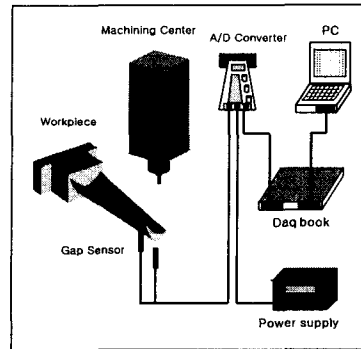 Machining Center
A/D Converter
PC
Workpiece
Gap Sensor
Daq book
Power supply